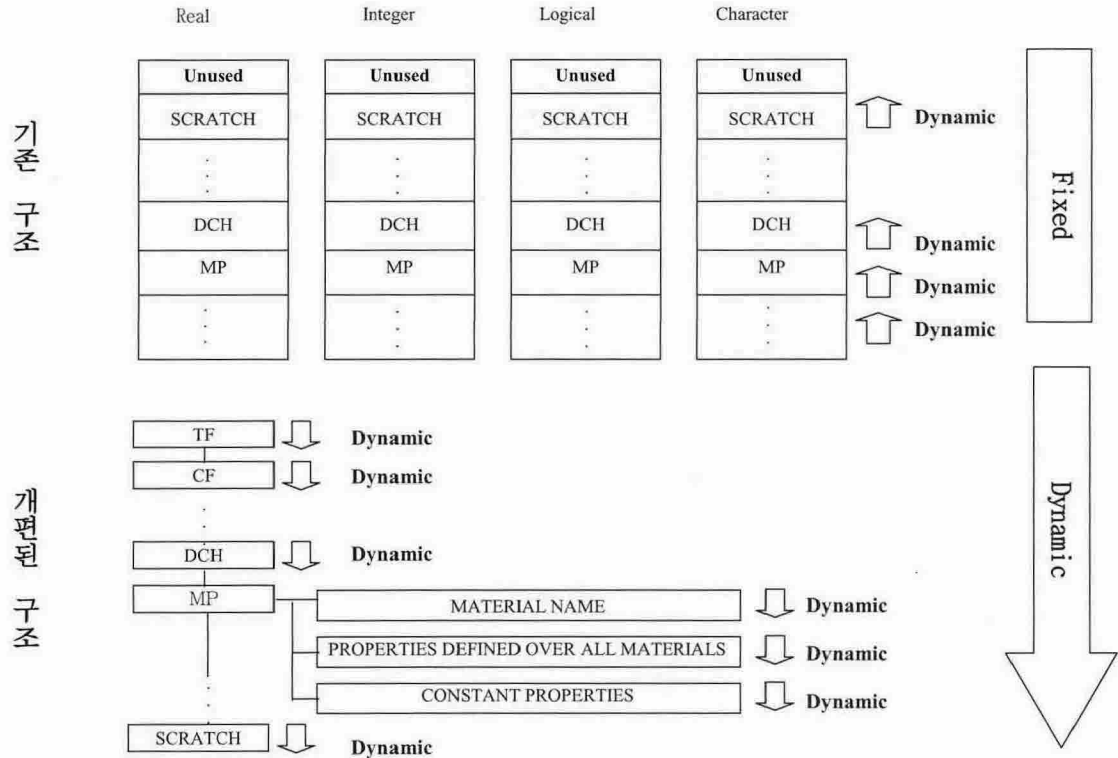 Real Integer Logical Character
Unused Unused Unused Unused
SCRATCH SCRATCH SCRATCH SCRATCH Dynamic
DCH DCH DCH DCH Dynamic
MP MP MP MP Dynamic
Dynamic
기존 구조
Fixed
TF Dynamic
CF Dynamic
DCH Dynamic
MP MATERIAL NAME Dynamic
PROPERTIES DEFINED OVER ALL MATERIALS Dynamic
CONSTANT PROPERTIES Dynamic
SCRATCH Dynamic
개편된 구조
Dynamic